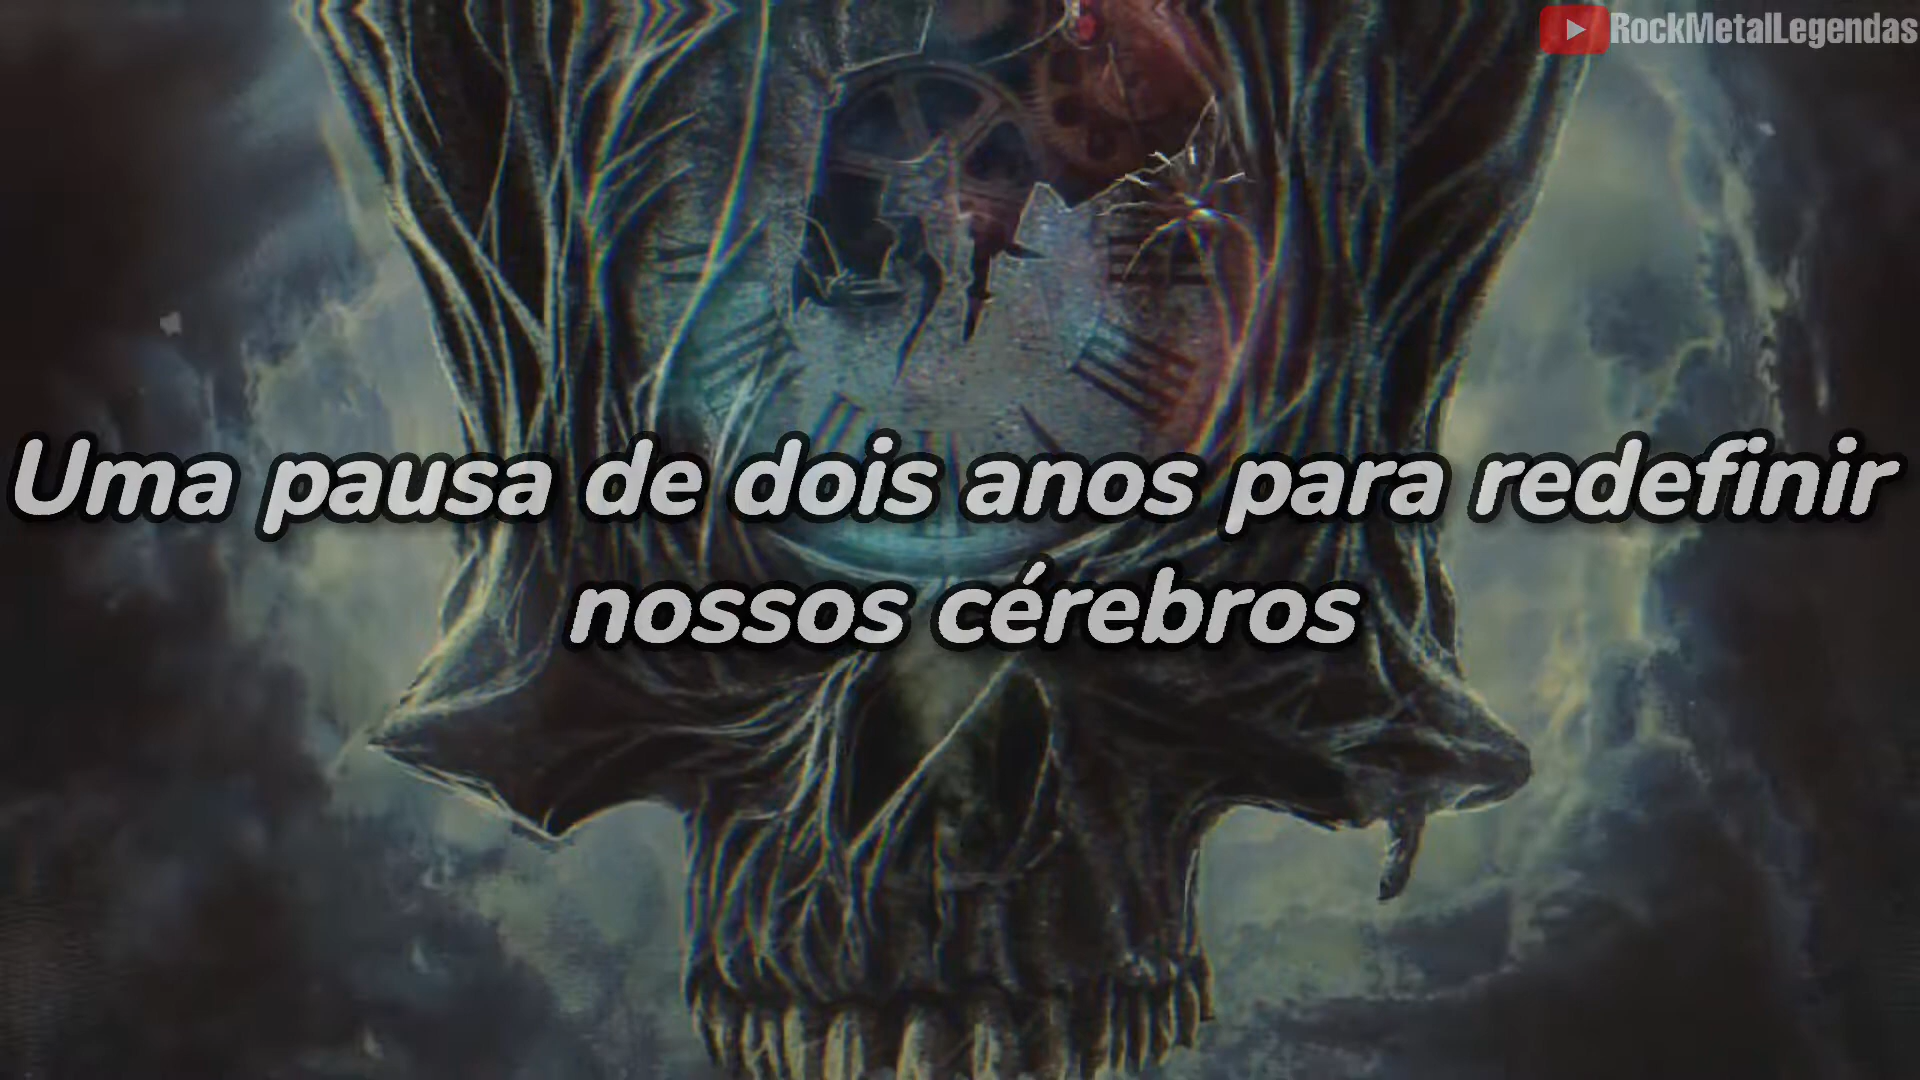 RockMetalLegendas
Uma pausa de dois anos para redefinir
nossos cérebros